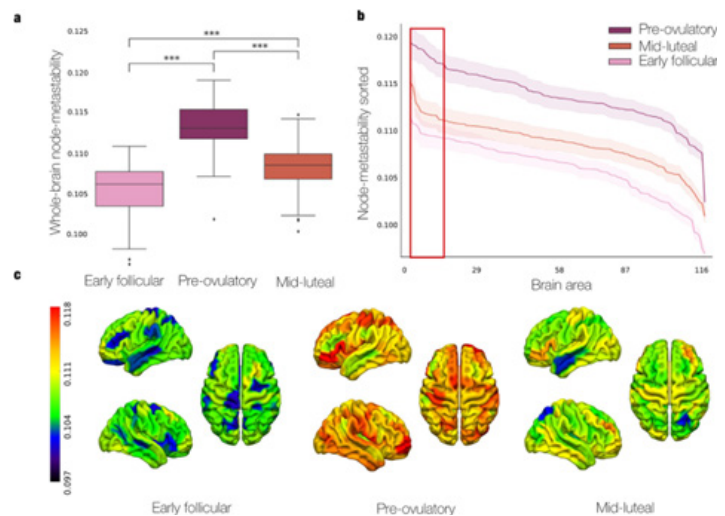 a
***
***
***
Whole-brain node-metastability
0.125
0.120
0.115
0.110
0.105
0.100
Early follicular
Pre-ovulatory
Mid-luteal
b
Node-metastability sorted
0.120
0.115
0.110
0.105
0.100
Pre-ovulatory
Mid-luteal
Early follicular
0
29
58
87
116
Brain area
c
0.118
0.111
0.104
0.097
Early follicular
Pre-ovulatory
Mid-luteal